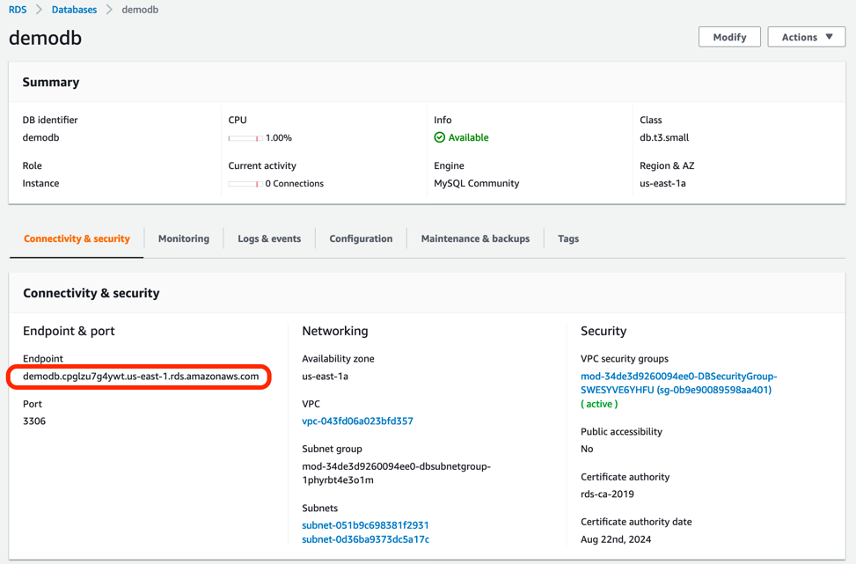 RDS > Databases > demodb
demodb
Modify
Actions ▼
Summary
DB identifier
demodb
CPU
1.00%
Info
Available
Class
db.t3.small
Role
Instance
Current activity
0 Connections
Engine
MySQL Community
Region & AZ
us-east-1a
Connectivity & security
Monitoring
Logs & events
Configuration
Maintenance & backups
Tags
Connectivity & security
Endpoint & port
Endpoint
demodb.cpglzu7g4ywt.us-east-1.rds.amazonaws.com
Port
3306
Networking
Availability zone
us-east-1a
VPC
vpc-043fd06a023bfd357
Subnet group
mod-34de3d9260094ee0-dbsubnetgroup-
1phyrbt4e3o1m
Subnets
subnet-051b9c698381f2931
subnet-0d36ba9373dc5a17c
Security
VPC security groups
mod-34de3d9260094ee0-DBSecurityGroup-
SWESYVE6YHFU (sg-0b9e90089598aa401)
( active )
Public accessibility
No
Certificate authority
rds-ca-2019
Certificate authority date
Aug 22nd, 2024